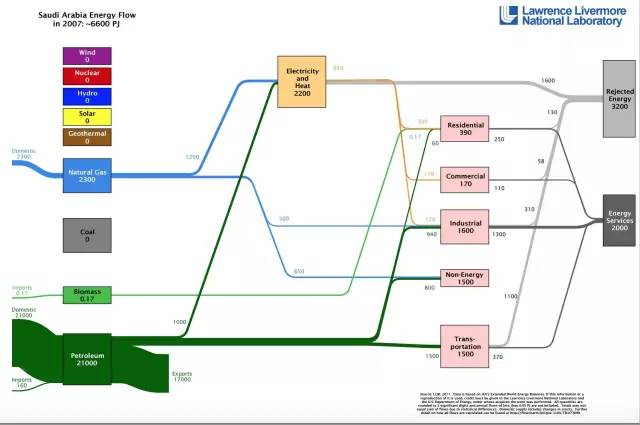 Saudi Arabia Energy Flow
in 2007: ~6600 PJ
Lawrence Livermore
National Laboratory
Wind
0
Nuclear
0
Hydro
0
Solar
0
Geothermal
0
Domestic
2300
Natural Gas
2300
Coal
0
Imports
0.17
Biomass
0.17
Domestic
21000
Petroleum
21000
Imports
160
Exports
17000
1200
1000
500
650
Electricity
and
Heat
2200
610
0.17
60
170
120
940
800
1500
Residential
390
Commercial
170
Industrial
1600
Non-Energy
1500
Trans-
portation
1500
250
110
1300
370
1600
130
58
310
1100
Rejected
Energy
3200
Energy
Services
2000